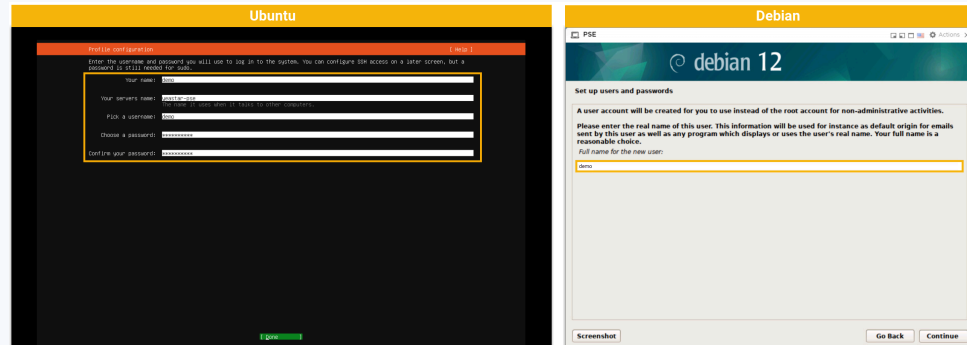 Ubuntu
Profile configuration [ Help ]
Enter the username and password you will use to log in to the system. You can configure SSH access on a later screen, but a
password is still needed for sudo.
Your name: demo
Your servers name: yeastar-pse
The name it uses when it talks to other computers.
Pick a username: demo
Choose a password: **********
Confirm your password: **********
[ Done ]
Debian
PSE Actions
debian 12
Set up users and passwords
A user account will be created for you to use instead of the root account for non-administrative activities.
Please enter the real name of this user. This information will be used for instance as default origin for emails
sent by this user as well as any program which displays or uses the user's real name. Your full name is a
reasonable choice.
Full name for the new user:
demo
Screenshot Go Back Continue